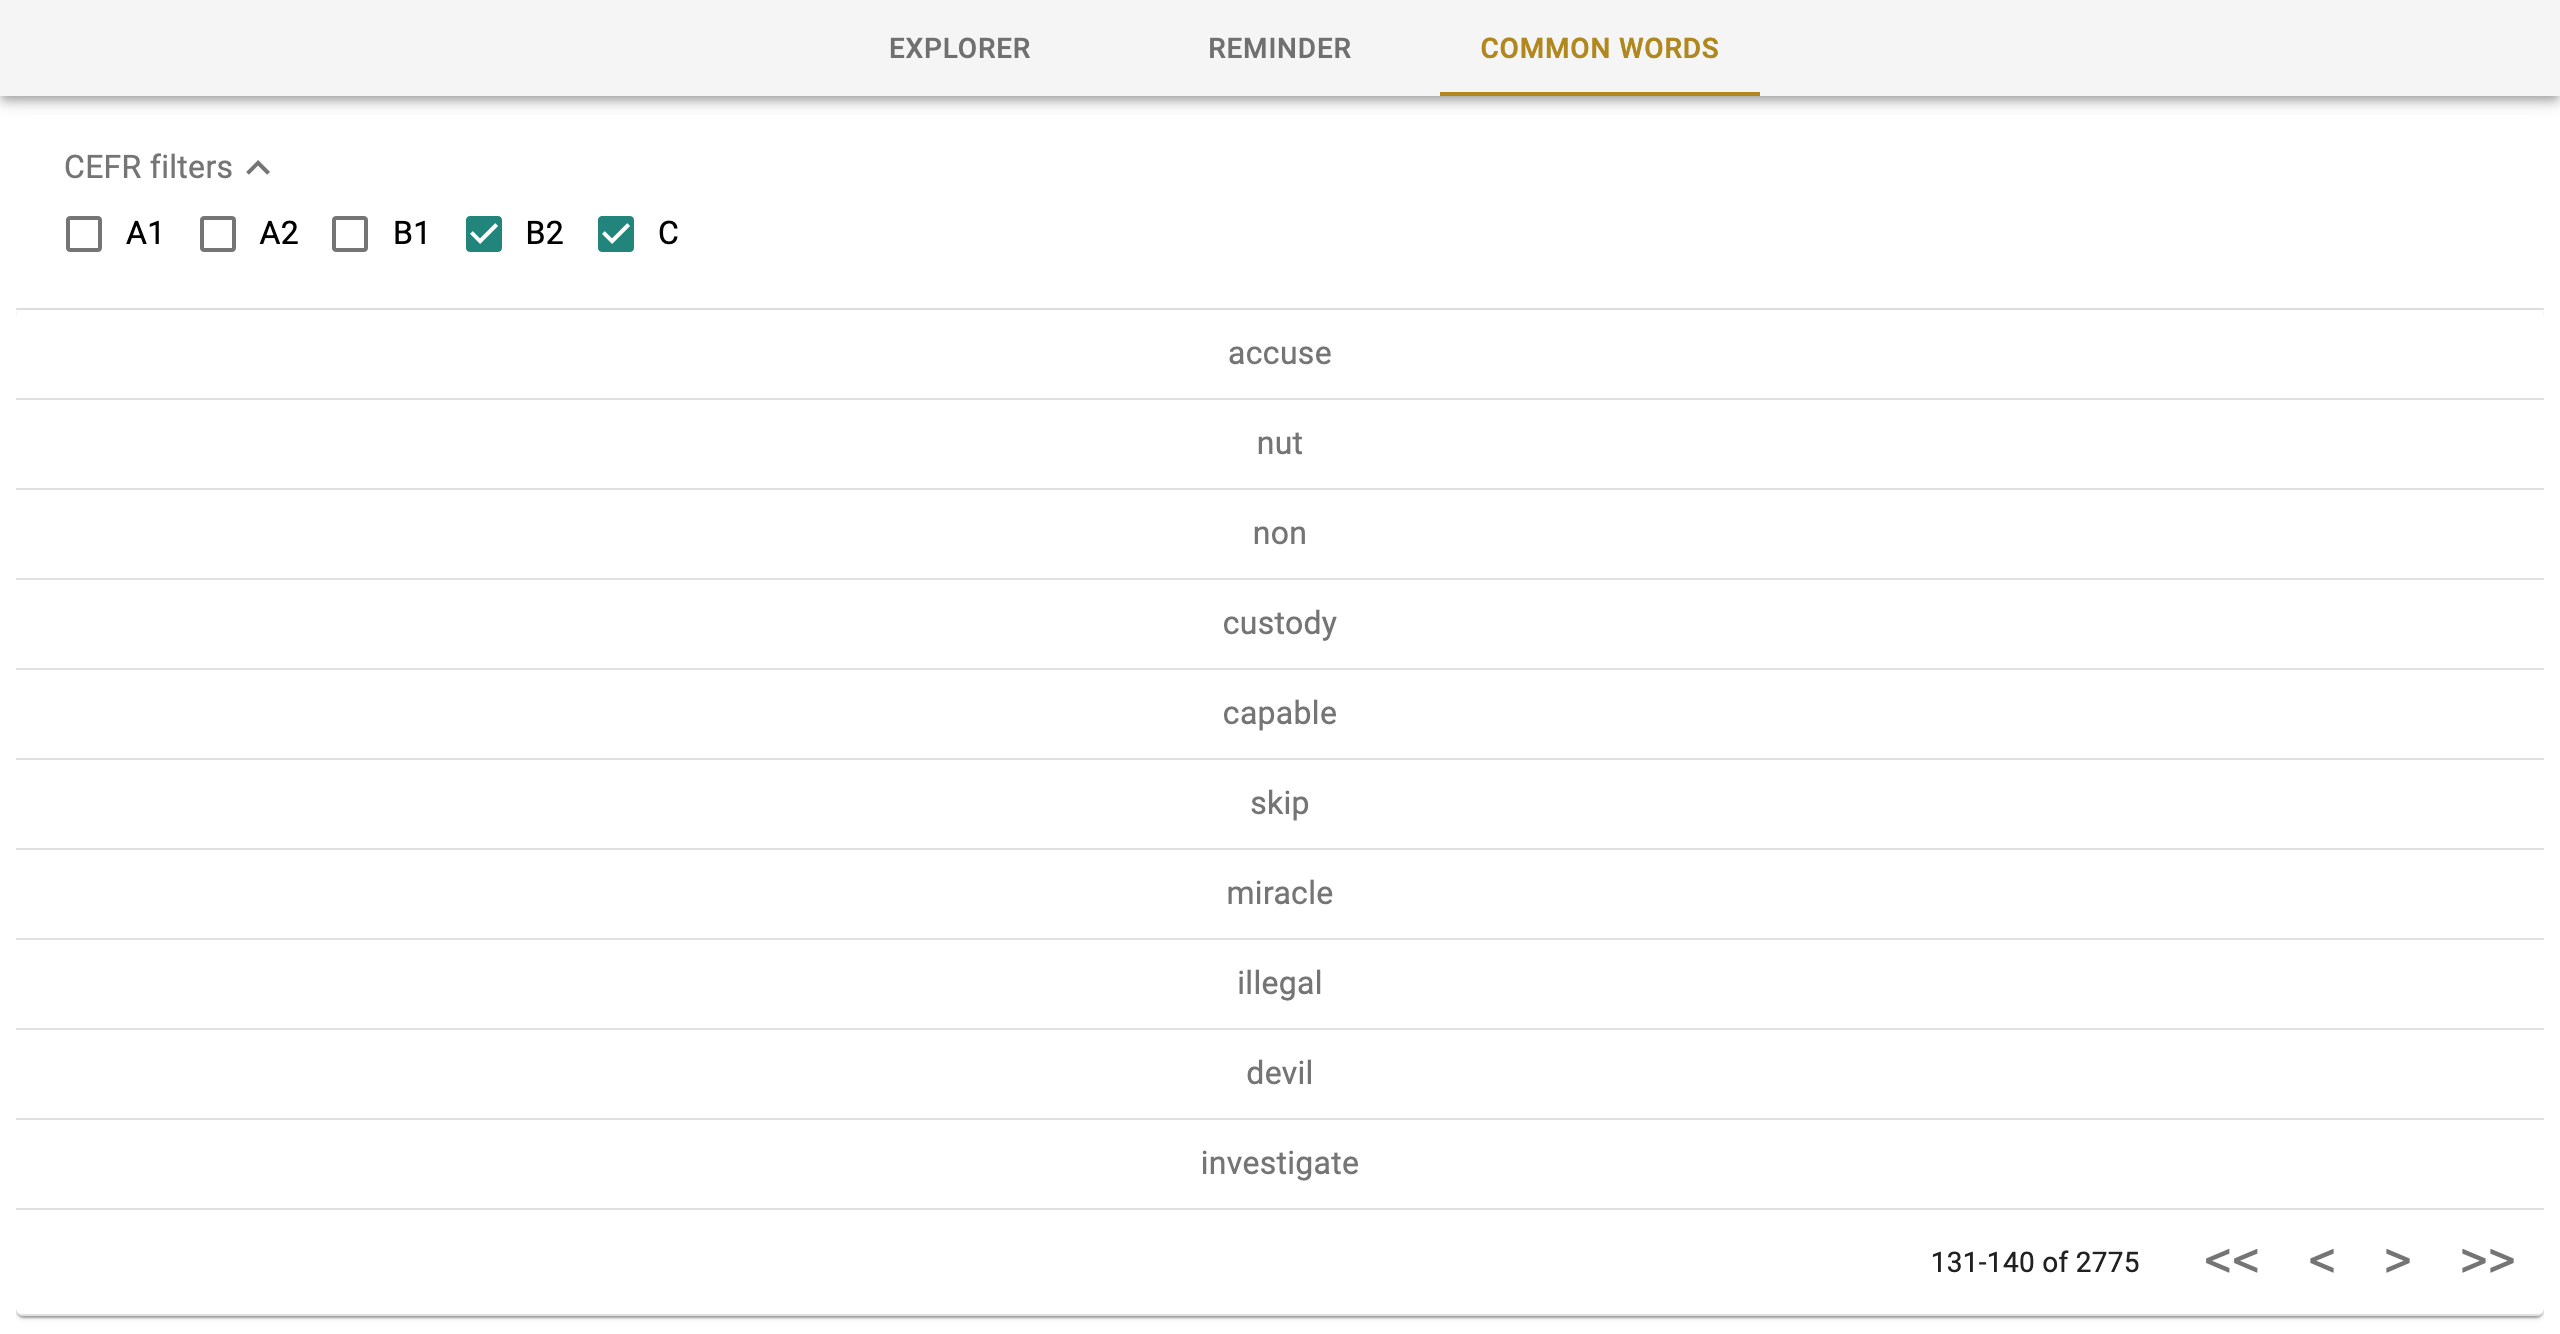 EXPLORER REMINDER COMMON WORDS
CEFR filters
A1 A2 B1 B2 C
accuse
nut
non
custody
capable
skip
miracle
illegal
devil
investigate
131-140 of 2775 << < > >>